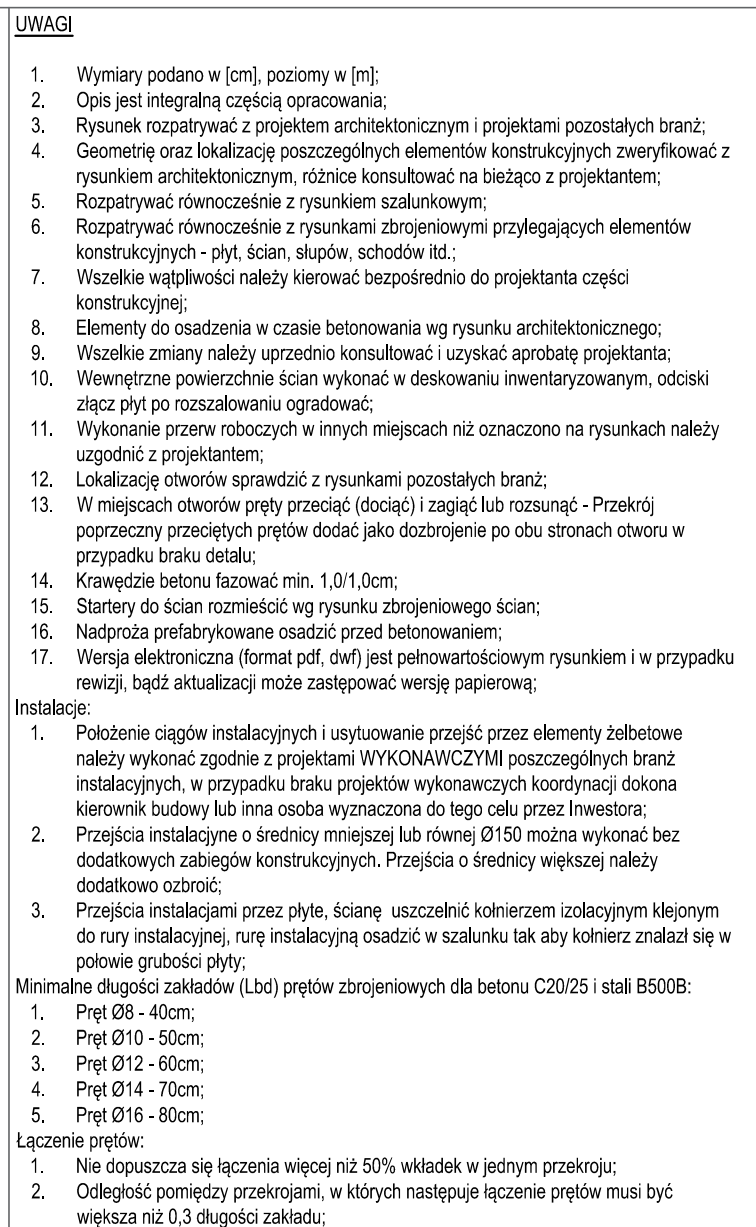 UWAGI
1. Wymiary podano w [cm], poziomy w [m];
2. Opis jest integralną częścią opracowania;
3. Rysunek rozpatrywać z projektem architektonicznym i projektami pozostałych branż;
4. Geometrię oraz lokalizację poszczególnych elementów konstrukcyjnych zweryfikować z
rysunkiem architektonicznym, różnice konsultować na bieżąco z projektantem;
5. Rozpatrywać równocześnie z rysunkiem szalunkowym;
6. Rozpatrywać równocześnie z rysunkami zbrojeniowymi przylegających elementów
konstrukcyjnych - płyt, ścian, słupów, schodów itd.;
7. Wszelkie wątpliwości należy kierować bezpośrednio do projektanta części
konstrukcyjnej;
8. Elementy do osadzenia w czasie betonowania wg rysunku architektonicznego;
9. Wszelkie zmiany należy uprzednio konsultować i uzyskać aprobatę projektanta;
10. Wewnętrzne powierzchnie ścian wykonać w deskowaniu inwentaryzowanym, odciski
złącz płyt po rozszalowaniu ogradować;
11. Wykonanie przerw roboczych w innych miejscach niż oznaczono na rysunkach należy
uzgodnić z projektantem;
12. Lokalizację otworów sprawdzić z rysunkami pozostałych branż;
13. W miejscach otworów pręty przeciąć (dociąć) i zagiąć lub rozsunąć - Przekrój
poprzeczny przeciętych prętów dodać jako dozbrojenie po obu stronach otworu w
przypadku braku detalu;
14. Krawędzie betonu fazować min. 1,0/1,0cm;
15. Startery do ścian rozmieścić wg rysunku zbrojeniowego ścian;
16. Nadproża prefabrykowane osadzić przed betonowaniem;
17. Wersja elektroniczna (format pdf, dwf) jest pełnowartościowym rysunkiem i w przypadku
rewizji, bądź aktualizacji może zastępować wersję papierową;
Instalacje:
1. Położenie ciągów instalacyjnych i usytuowanie przejść przez elementy żelbetowe
należy wykonać zgodnie z projektami WYKONAWCZYMI poszczególnych branż
instalacyjnych, w przypadku braku projektów wykonawczych koordynacji dokona
kierownik budowy lub inna osoba wyznaczona do tego celu przez Inwestora;
2. Przejścia instalacjyne o średnicy mniejszej lub równej Ø150 można wykonać bez
dodatkowych zabiegów konstrukcyjnych. Przejścia o średnicy większej należy
dodatkowo ozbroić;
3. Przejścia instalacjami przez płyte, ścianę uszczelnić kołnierzem izolacyjnym klejonym
do rury instalacyjnej, rurę instalacyjną osadzić w szalunku tak aby kołnierz znalazł się w
połowie grubości płyty;
Minimalne długości zakładów (Lbd) prętów zbrojeniowych dla betonu C20/25 i stali B500B:
1. Pręt Ø8 - 40cm;
2. Pręt Ø10 - 50cm;
3. Pręt Ø12 - 60cm;
4. Pręt Ø14 - 70cm;
5. Pręt Ø16 - 80cm;
Łączenie prętów:
1. Nie dopuszcza się łączenia więcej niż 50% wkładek w jednym przekroju;
2. Odległość pomiędzy przekrojami, w których następuje łączenie prętów musi być
większa niż 0,3 długości zakładu;